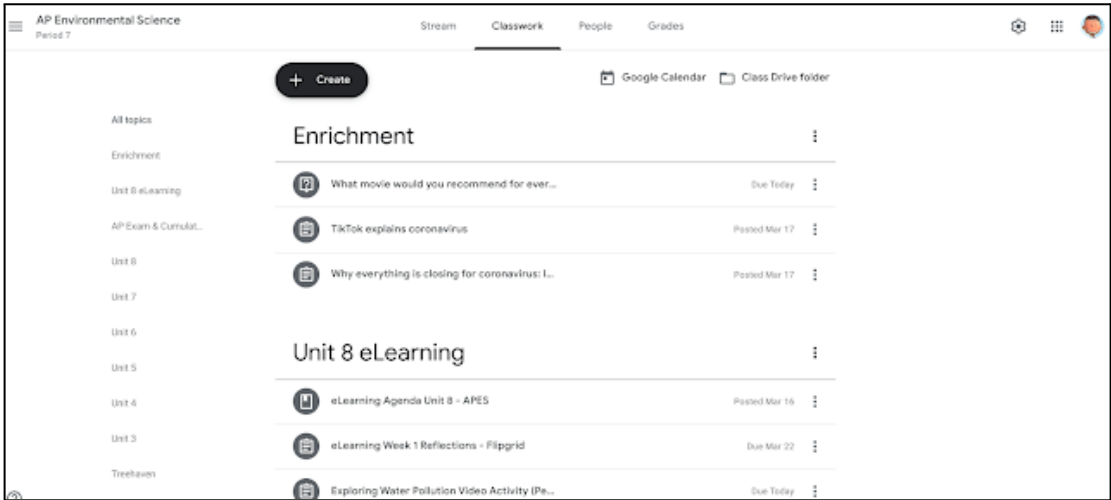 AP Environmental Science
Period 7
Stream Classwork People Grades
+ Create
Google Calendar Class Drive folder
All topics
Enrichment
Unit 8 eLearning
AP Exam & Cumulat...
Unit 8
Unit 7
Unit 6
Unit 5
Unit 4
Unit 3
Treehaven
Enrichment
What movie would you recommend for ever... Due Today
TikTok explains coronavirus Posted Mar 17
Why everything is closing for coronavirus: I... Posted Mar 17
Unit 8 eLearning
eLearning Agenda Unit 8 - APES Posted Mar 16
eLearning Week 1 Reflections - Flipgrid Due Mar 22
Exploring Water Pollution Video Activity (Pe... Due Today